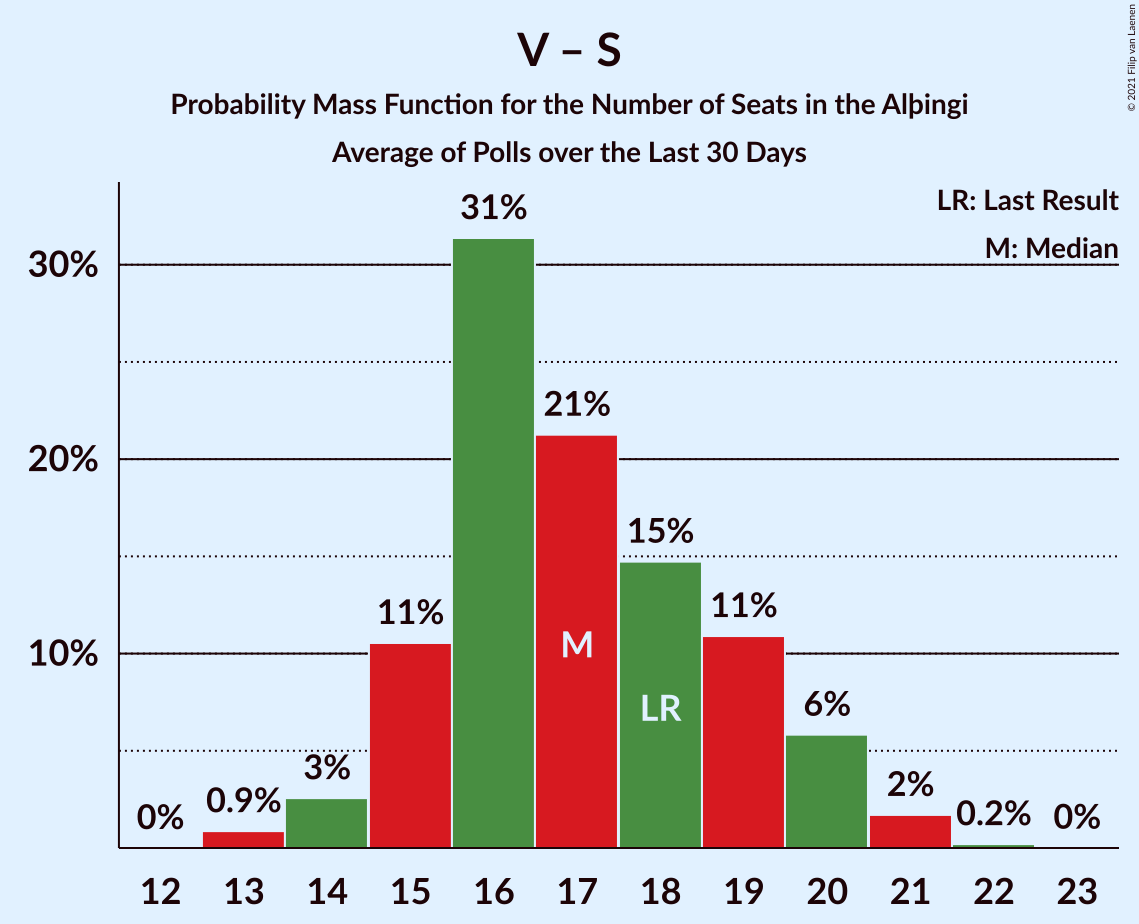 V – S
Probability Mass Function for the Number of Seats in the Alþingi
Average of Polls over the Last 30 Days
© 2021 Filip van Laenen
LR: Last Result
M: Median
30%
20%
10%
0%
0.9%
3%
11%
31%
21%
15%
11%
6%
2%
0.2%
0%
M
LR
12 13 14 15 16 17 18 19 20 21 22 23